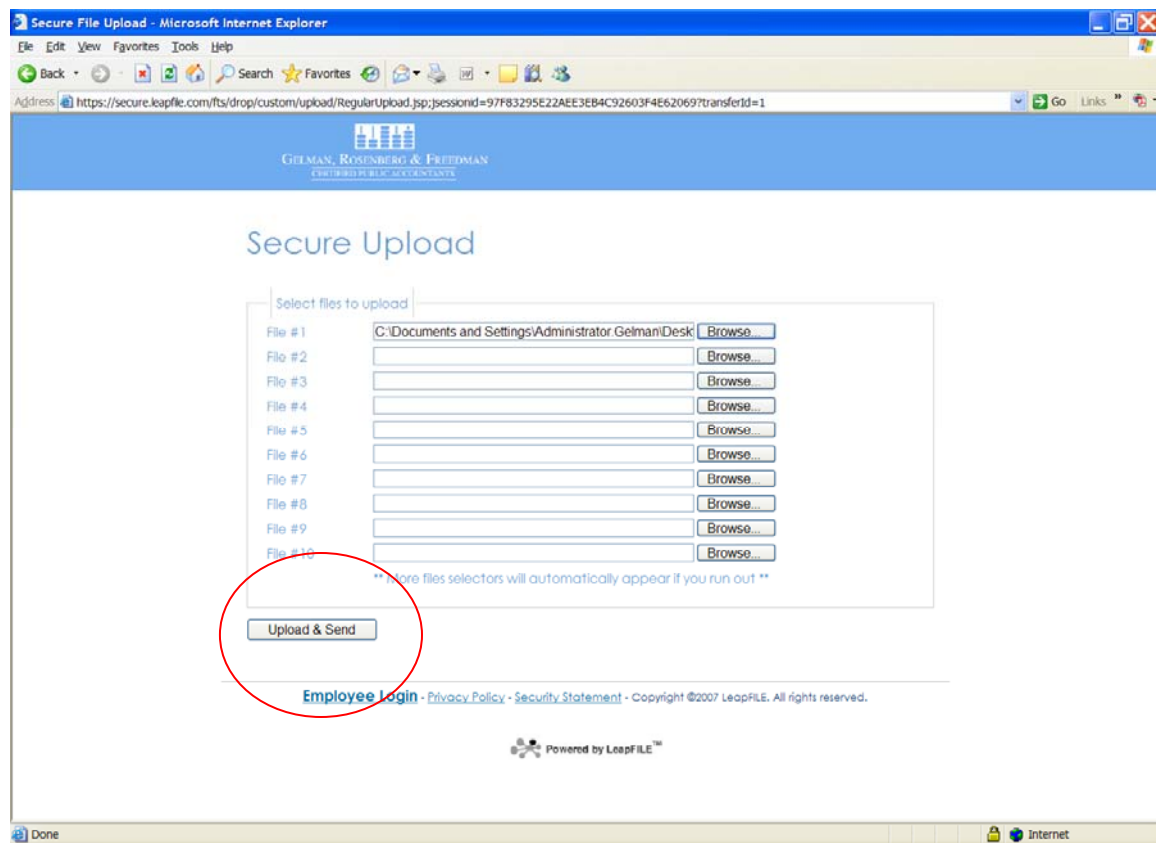 Secure File Upload - Microsoft Internet Explorer
File Edit View Favorites Tools Help
Back Search Favorites
Address https://secure.leapfile.com/fts/drop/custom/upload/RegularUpload.jsp;jsessionid=97F83295E22AEE3EB4C92603F4E62069?transferId=1 Go Links »
GELMAN, ROSENBERG & FREEDMAN
CERTIFIED PUBLIC ACCOUNTANTS
Secure Upload
Select files to upload
File #1 C:\Documents and Settings\Administrator.Gelman\Desk Browse...
File #2 Browse...
File #3 Browse...
File #4 Browse...
File #5 Browse...
File #6 Browse...
File #7 Browse...
File #8 Browse...
File #9 Browse...
File #10 Browse...
** More files selectors will automatically appear if you run out **
Upload & Send
Employee Login - Privacy Policy - Security Statement - Copyright ©2007 LeapFILE. All rights reserved.
Powered by LeapFILE™
Done Internet